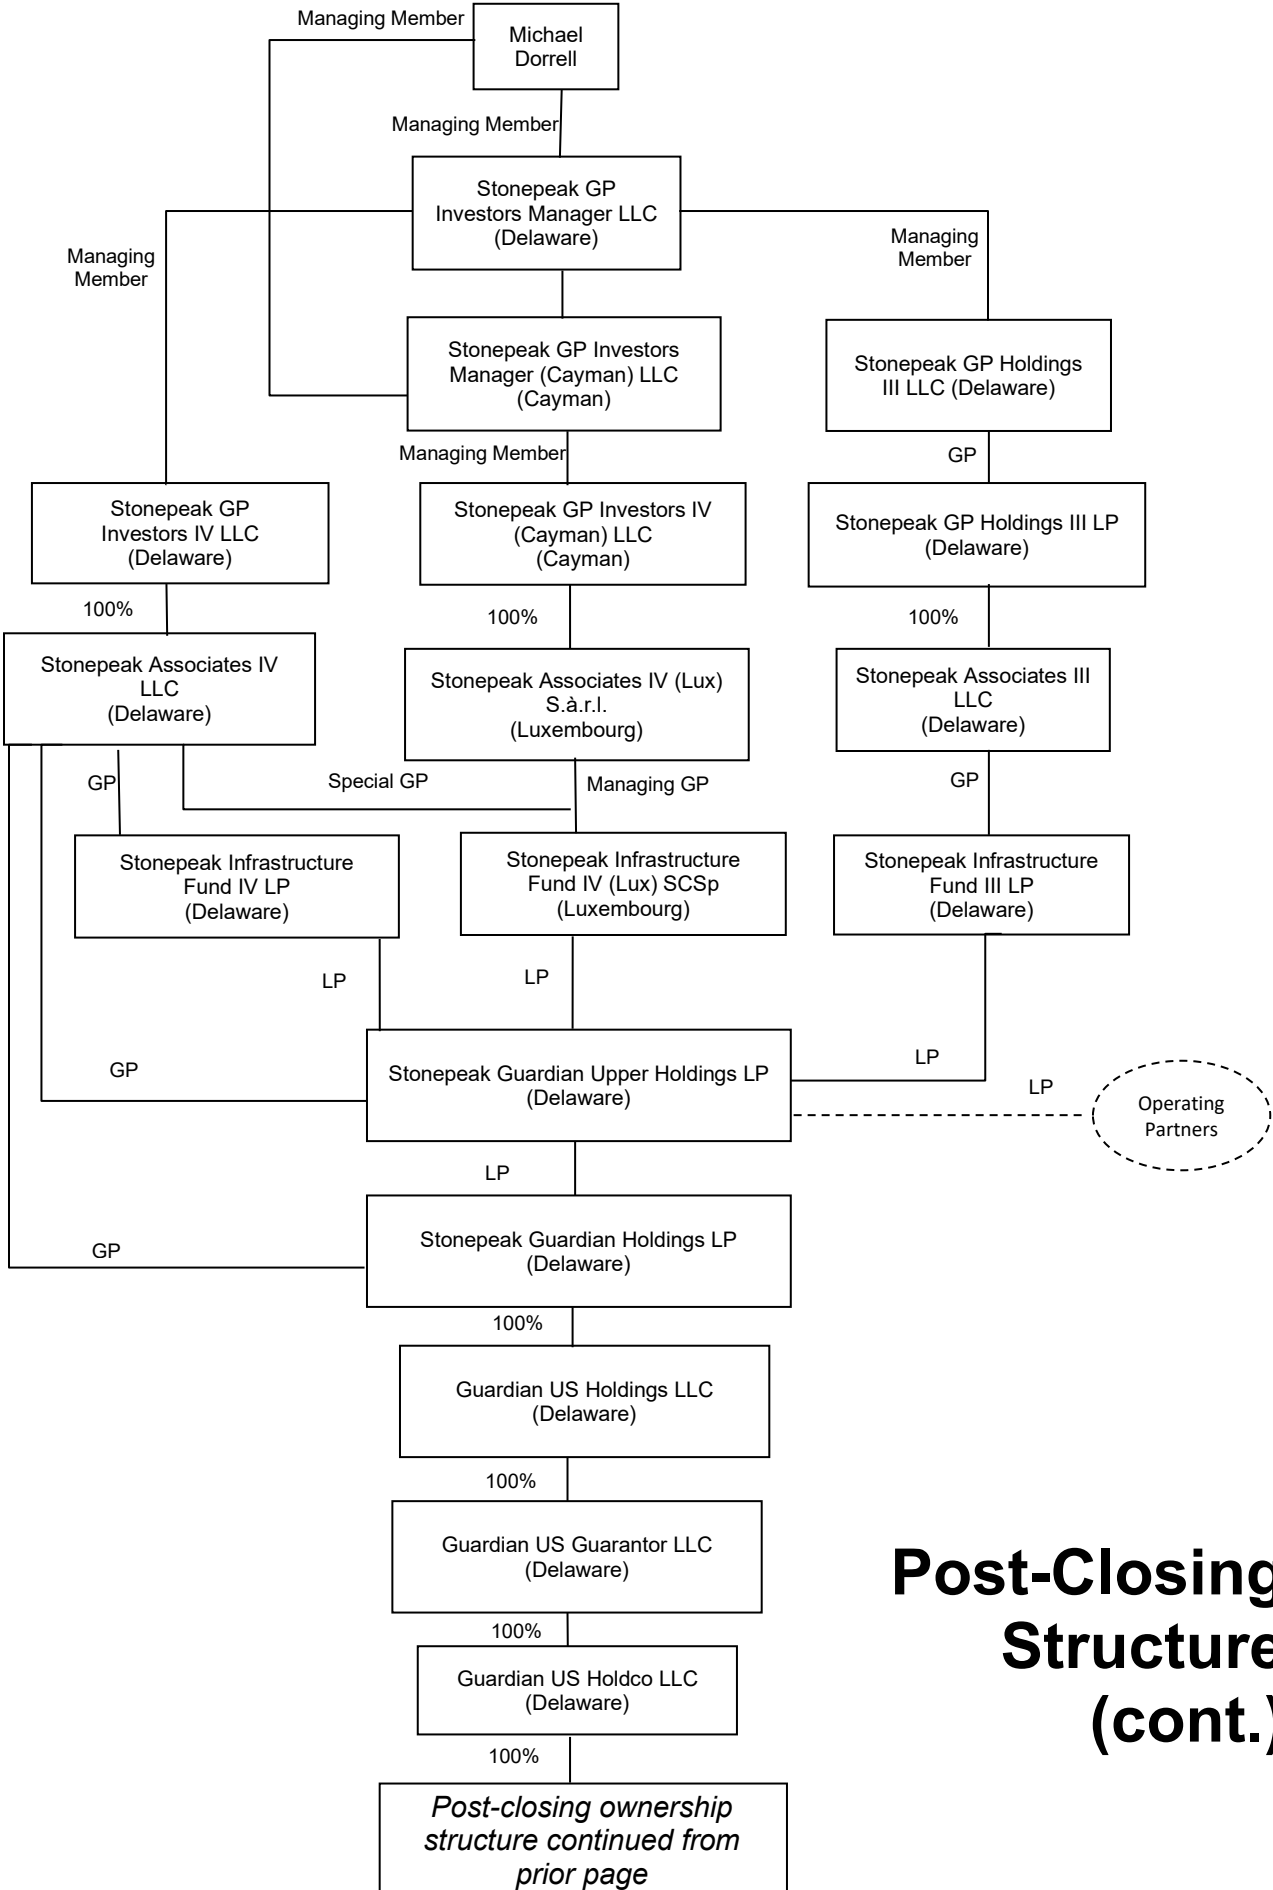 Managing Member
Michael
Dorrell
Managing Member
Stonepeak GP
Investors Manager LLC
(Delaware)
Managing
Member
Managing
Member
Stonepeak GP Investors
Manager (Cayman) LLC
(Cayman)
Stonepeak GP Holdings
III LLC (Delaware)
Managing Member
GP
Stonepeak GP
Investors IV LLC
(Delaware)
Stonepeak GP Investors IV
(Cayman) LLC
(Cayman)
Stonepeak GP Holdings III LP
(Delaware)
100%
100%
100%
Stonepeak Associates IV
LLC
(Delaware)
Stonepeak Associates IV (Lux)
S.à.r.l.
(Luxembourg)
Stonepeak Associates III
LLC
(Delaware)
GP
Special GP
Managing GP
GP
Stonepeak Infrastructure
Fund IV LP
(Delaware)
Stonepeak Infrastructure
Fund IV (Lux) SCSp
(Luxembourg)
Stonepeak Infrastructure
Fund III LP
(Delaware)
LP
LP
LP
GP
Stonepeak Guardian Upper Holdings LP
(Delaware)
LP
Operating
Partners
LP
GP
Stonepeak Guardian Holdings LP
(Delaware)
100%
Guardian US Holdings LLC
(Delaware)
100%
Guardian US Guarantor LLC
(Delaware)
100%
Guardian US Holdco LLC
(Delaware)
100%
Post-closing ownership
structure continued from
prior page
Post-Closing
Structure
(cont.)